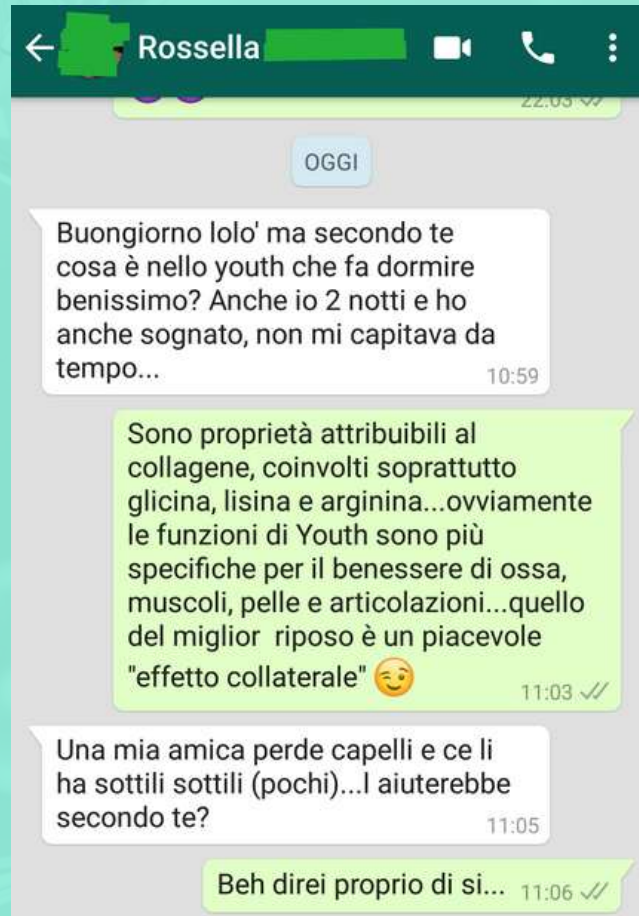 Rossella
22:03
OGGI
Buongiorno lolo' ma secondo te
cosa è nello youth che fa dormire
benissimo? Anche io 2 notti e ho
anche sognato, non mi capitava da
tempo...
10:59
Sono proprietà attribuibili al
collagene, coinvolti soprattutto
glicina, lisina e arginina...ovviamente
le funzioni di Youth sono più
specifiche per il benessere di ossa,
muscoli, pelle e articolazioni...quello
del miglior riposo è un piacevole
"effetto collaterale" 😉
11:03
Una mia amica perde capelli e ce li
ha sottili sottili (pochi)...l aiuterebbe
secondo te?
11:05
Beh direi proprio di si... 11:06